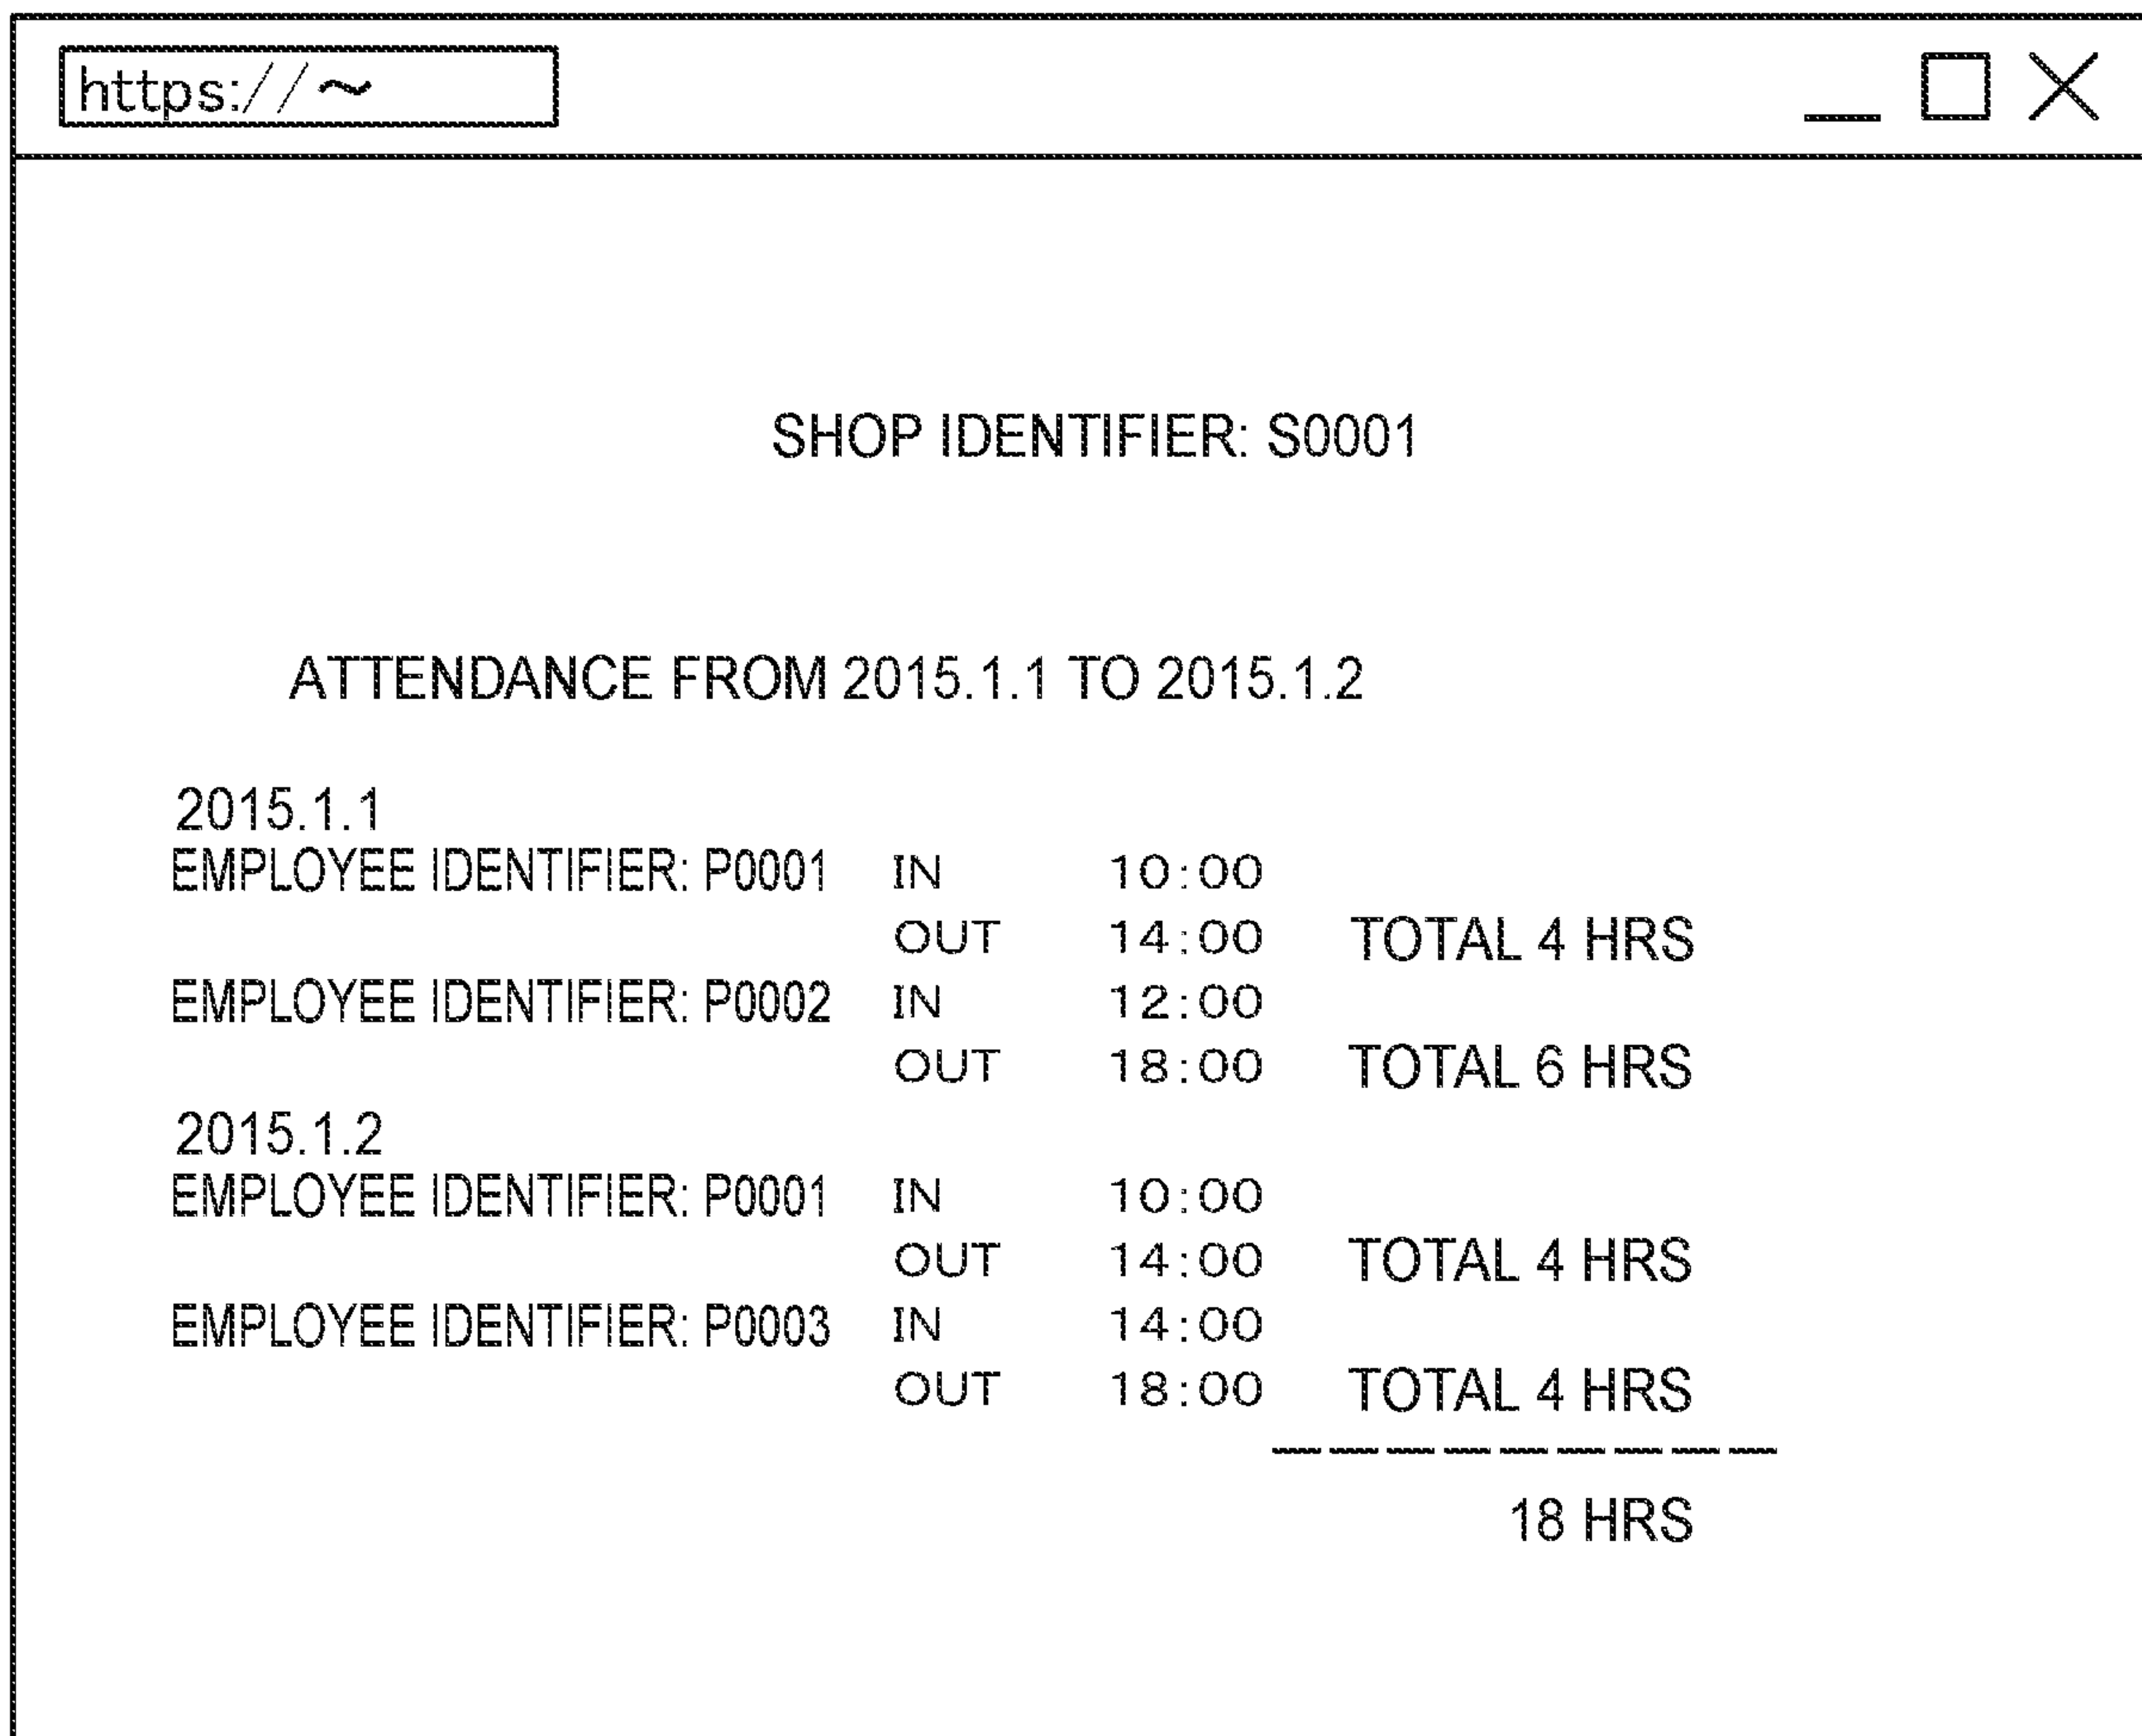 https://~
SHOP IDENTIFIER: S0001
ATTENDANCE FROM 2015.1.1 TO 2015.1.2
2015.1.1
EMPLOYEE IDENTIFIER: P0001 IN 10:00
OUT 14:00 TOTAL 4 HRS
EMPLOYEE IDENTIFIER: P0002 IN 12:00
OUT 18:00 TOTAL 6 HRS
2015.1.2
EMPLOYEE IDENTIFIER: P0001 IN 10:00
OUT 14:00 TOTAL 4 HRS
EMPLOYEE IDENTIFIER: P0003 IN 14:00
OUT 18:00 TOTAL 4 HRS
18 HRS